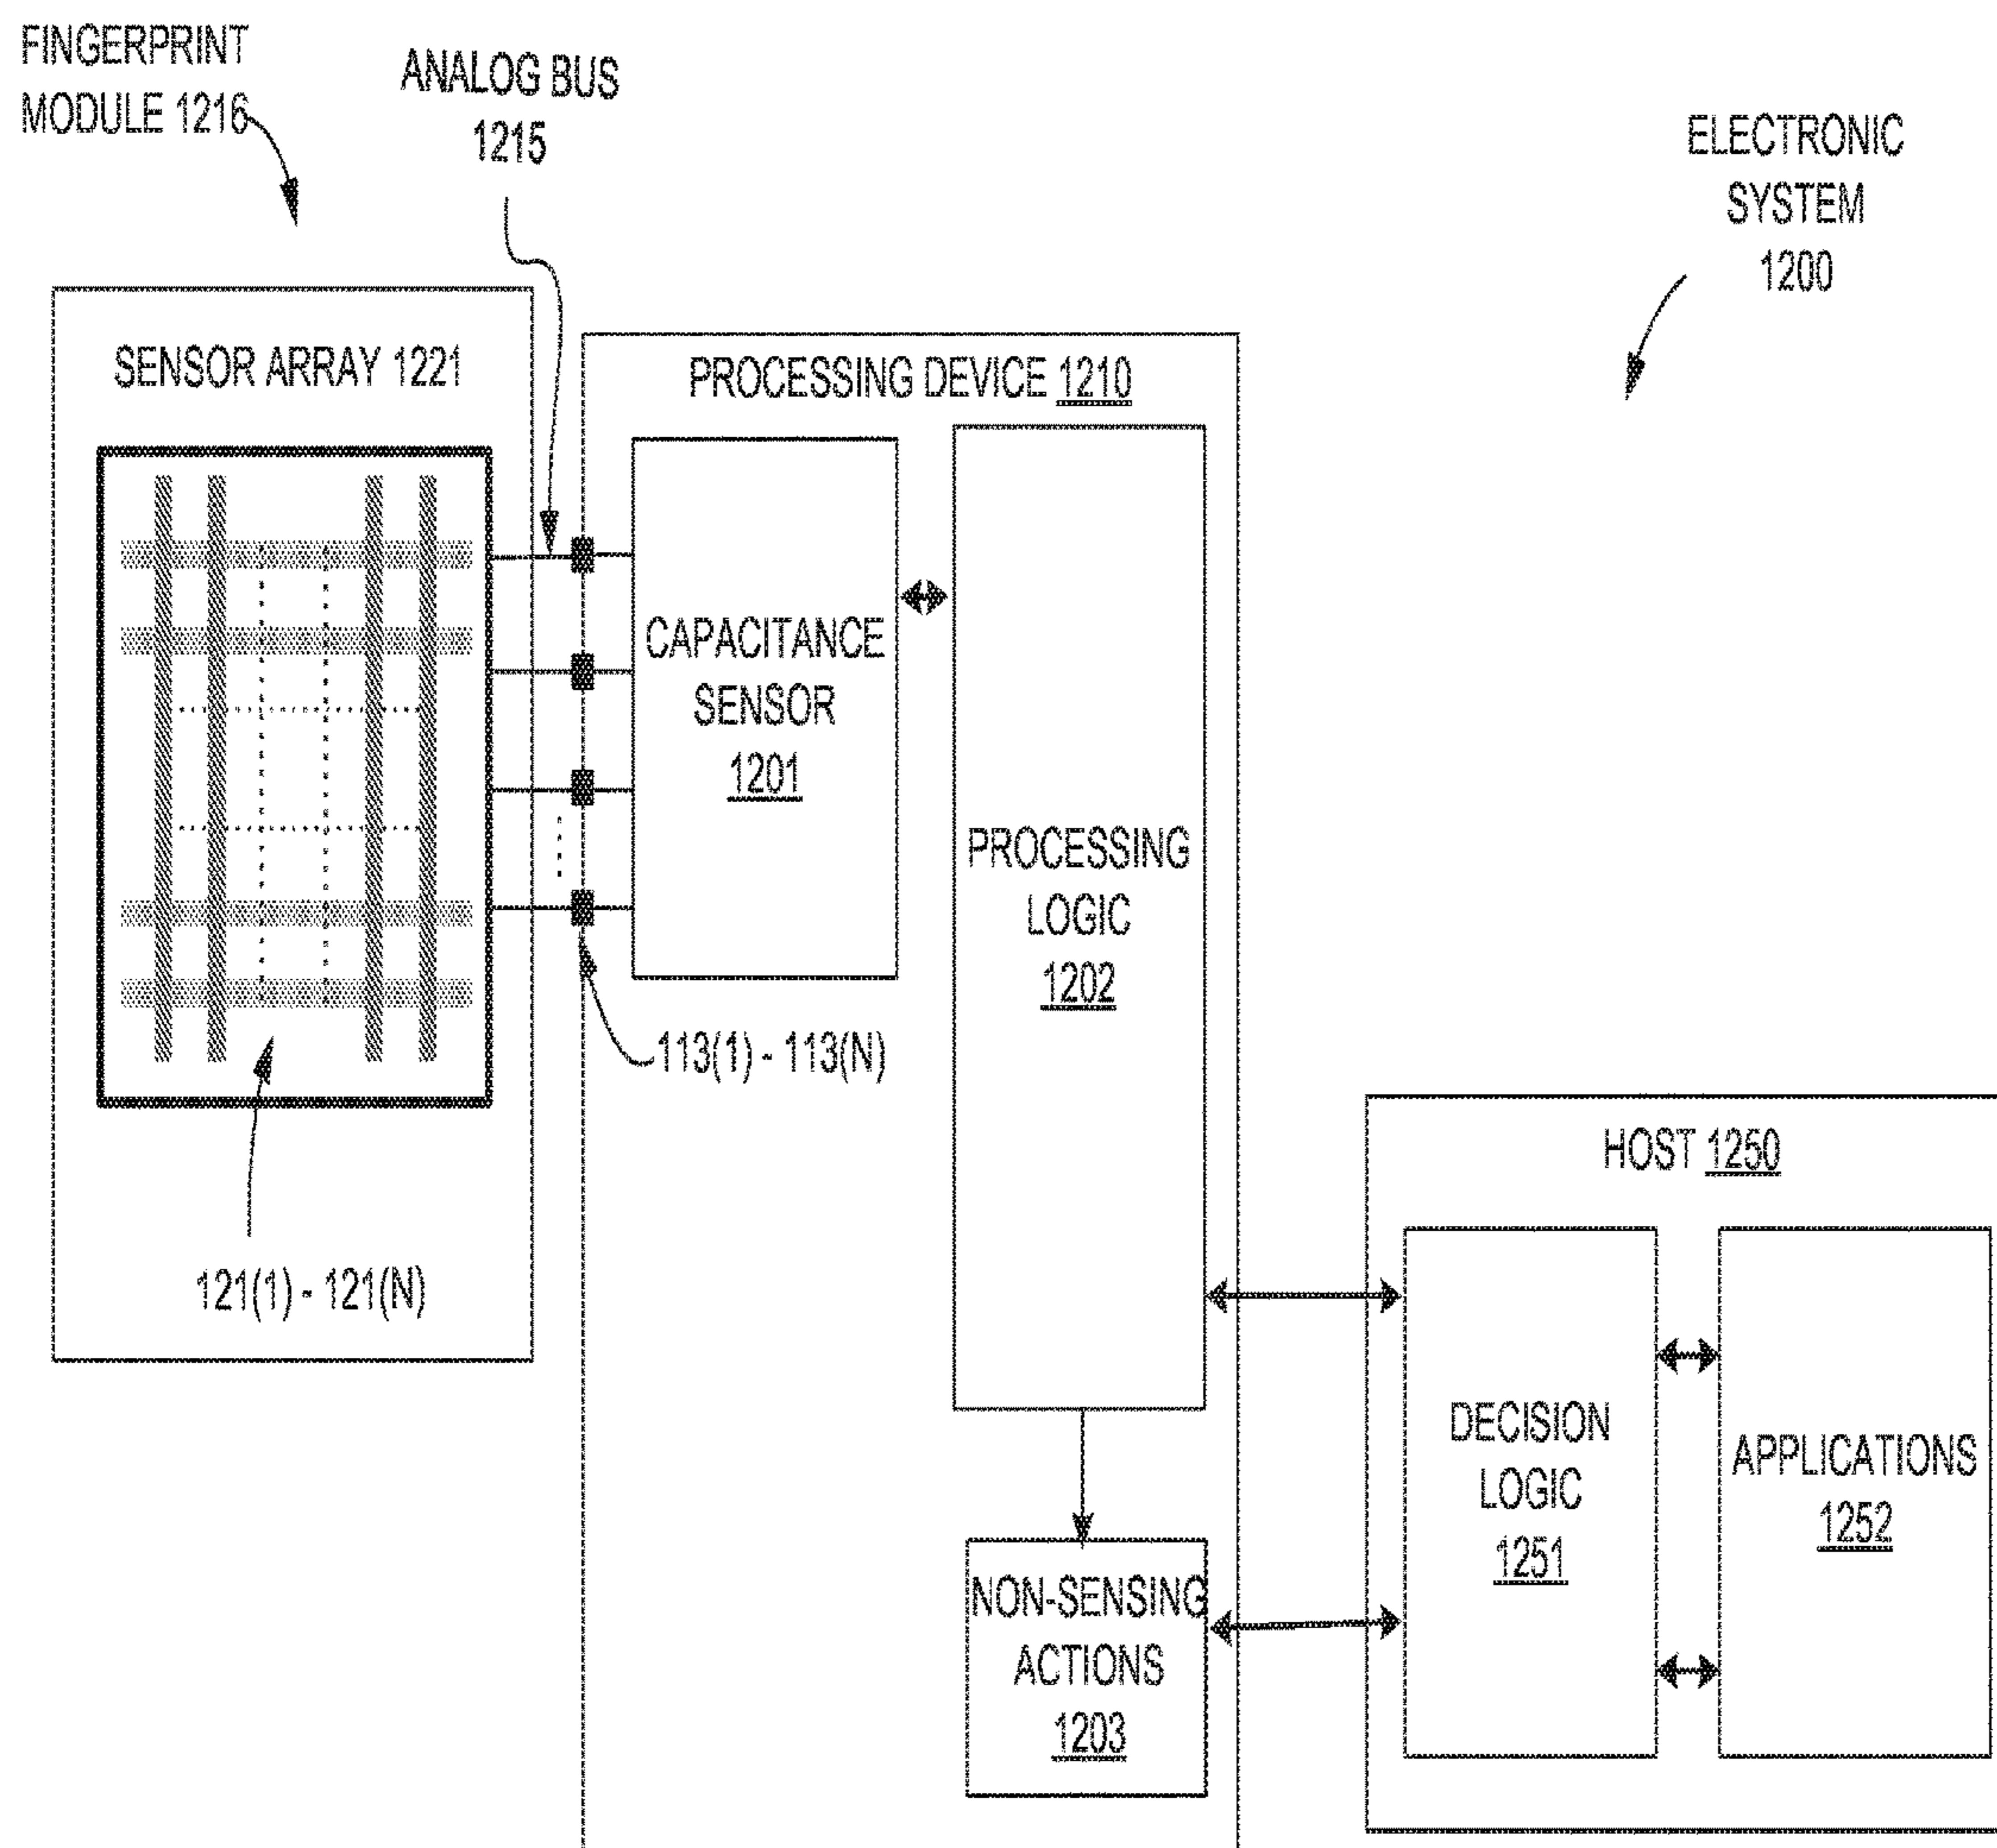 FINGERPRINT
MODULE 1216
ANALOG BUS
1215
ELECTRONIC
SYSTEM
1200
SENSOR ARRAY 1221
PROCESSING DEVICE 1210
CAPACITANCE
SENSOR
1201
PROCESSING
LOGIC
1202
113(1) - 113(N)
121(1) - 121(N)
HOST 1250
DECISION
LOGIC
1251
APPLICATIONS
1252
NON-SENSING
ACTIONS
1203